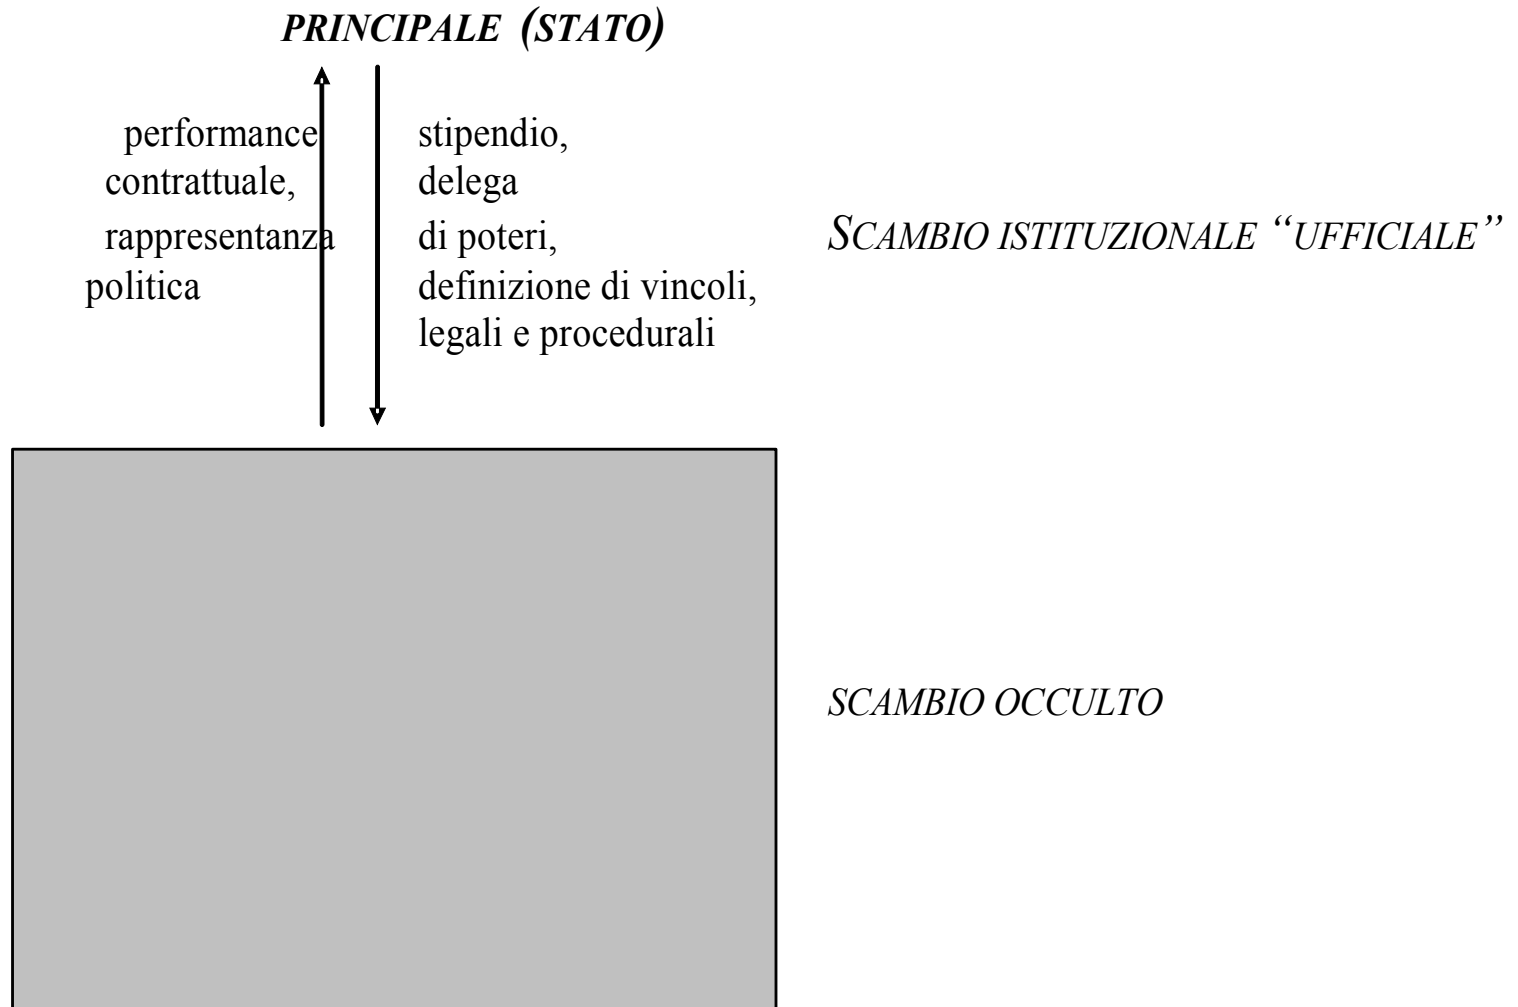 PRINCIPALE (STATO)
performance
contrattuale,
rappresentanza
politica
stipendio,
delega
di poteri,
definizione di vincoli,
legali e procedurali
SCAMBIO ISTITUZIONALE “UFFICIALE”
SCAMBIO OCCULTO